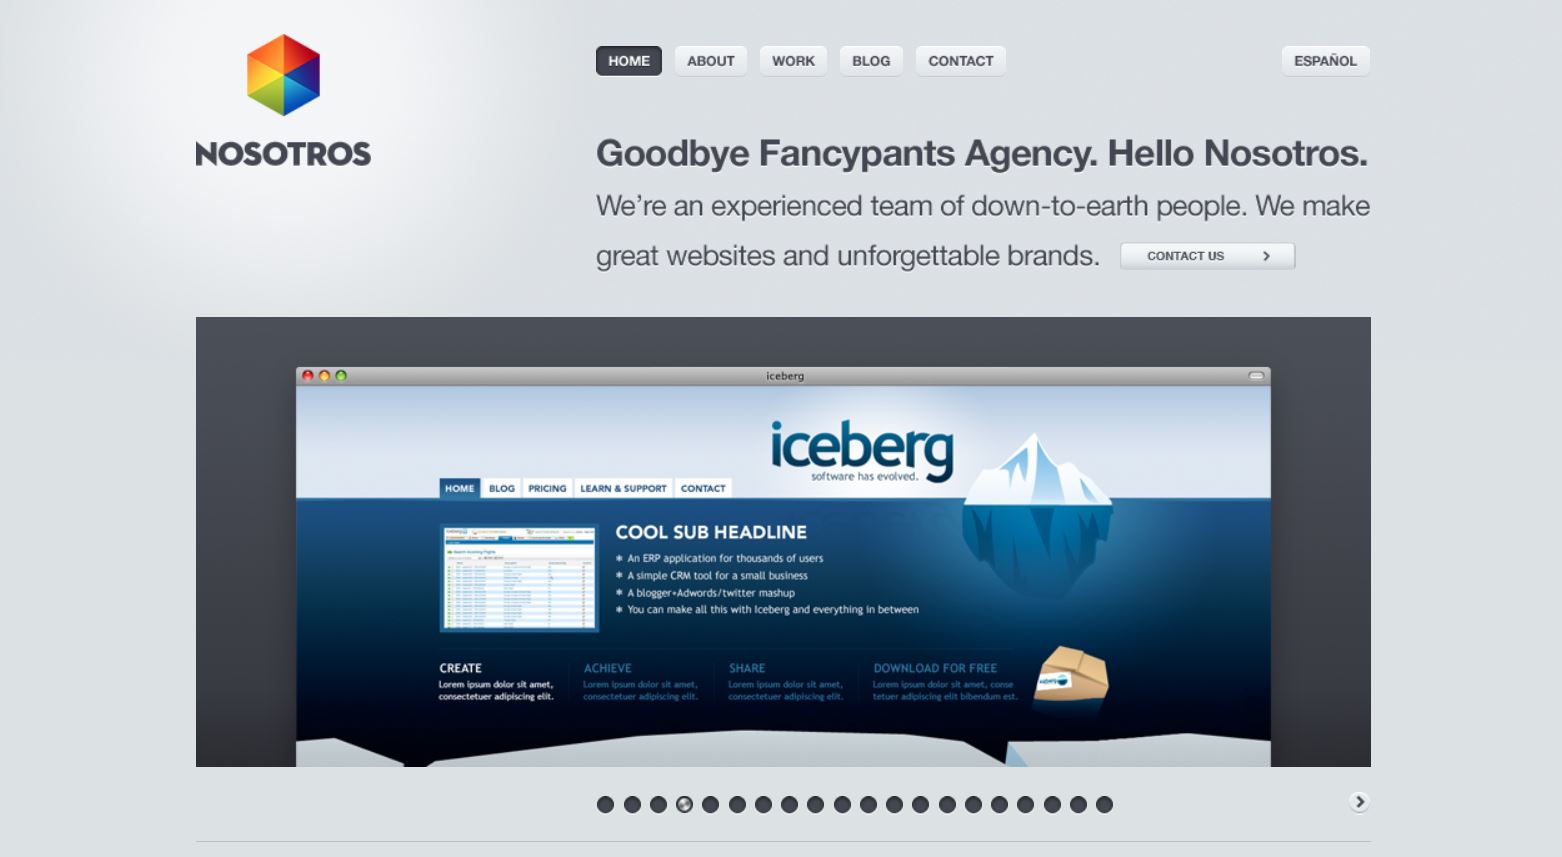 NOSOTROS
HOME ABOUT WORK BLOG CONTACT ESPAÑOL
Goodbye Fancypants Agency. Hello Nosotros.
We’re an experienced team of down-to-earth people. We make
great websites and unforgettable brands. CONTACT US
iceberg
iceberg
software has evolved.
HOME BLOG PRICING LEARN & SUPPORT CONTACT
COOL SUB HEADLINE
* An ERP application for thousands of users
* A simple CRM tool for a small business
* A blogger+Adwords/twitter mashup
* You can make all this with Iceberg and everything in between
CREATE
Lorem ipsum dolor sit amet,
consectetuer adipiscing elit.
ACHIEVE
Lorem ipsum dolor sit amet,
consectetuer adipiscing elit.
SHARE
Lorem ipsum dolor sit amet,
consectetuer adipiscing elit.
DOWNLOAD FOR FREE
Lorem ipsum dolor sit amet, conse
tetuer adipiscing elit bibendum est.
iceberg